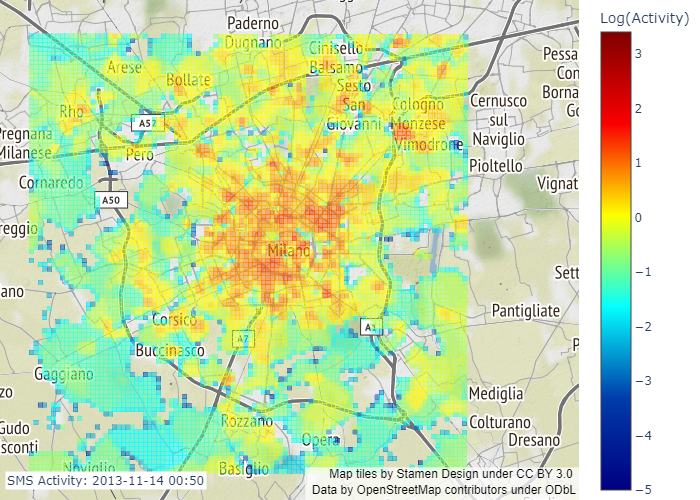 Paderno
Dugnano
Cinisello
Balsamo
Log(Activity)
Arese
Bollate
Sesto
San
Giovanni
Rho
Cologno
Monzese
Cernusco
sul
Naviglio
A52
Pregnana
Milanese
Pero
Vimodrone
Pioltello
Cornaredo
A50
Vignat
reggio
Milano
Sett
ano
Pantigliate
Corsico
A1
A7
Buccinasco
P
Gaggiano
zo
Mediglia
Rozzano
Colturano
Gudo
sconti
Opera
Dresano
Noviglio
Basiglio
Pessa
Con
Borna
Go
3
2
1
0
−1
−2
−3
−4
−5
SMS Activity: 2013-11-14 00:50
Map tiles by Stamen Design under CC BY 3.0
Data by OpenStreetMap contributors under ODbL